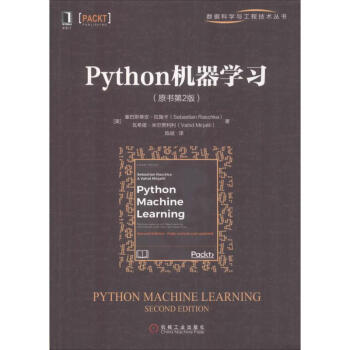 [PACKT]
PUBLISHING
数据科学与工程技术丛书
Python机器学习
（原书第2版）
[美] 塞巴斯蒂安·拉施卡（Sebastian Raschka） 著
瓦希德·米尔贾利利（Vahid Mirjalili）
陈斌 译
Sebastian Raschka
& Vahid Mirjalili
Python
Machine
Learning
Packt>
PYTHON MACHINE LEARNING
SECOND EDITION
机械工业出版社